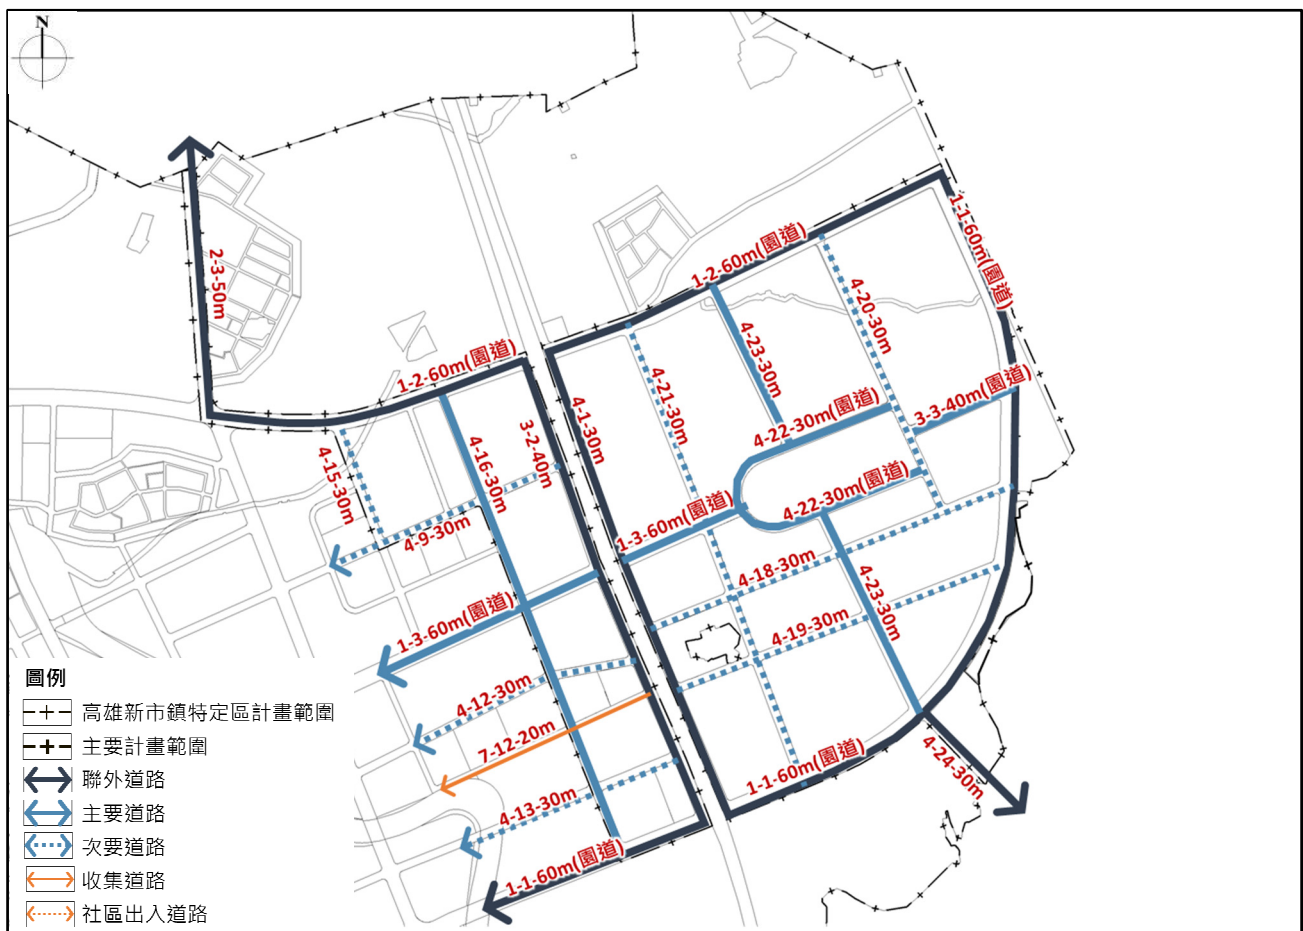 N
1-1-60m(園道)
1-2-60m(園道)
2-3-50m
4-20-30m
4-23-30m
1-2-60m(園道)
4-21-30m
4-22-30m(園道)
3-3-40m(園道)
4-1-30m
3-2-40m
4-16-30m
4-15-30m
4-22-30m(園道)
4-9-30m
1-3-60m(園道)
4-18-30m
4-23-30m
1-3-60m(園道)
4-19-30m
4-12-30m
7-12-20m
4-24-30m
1-1-60m(園道)
4-13-30m
1-1-60m(園道)
圖例
高雄新市鎮特定區計畫範圍
主要計畫範圍
聯外道路
主要道路
次要道路
收集道路
社區出入道路